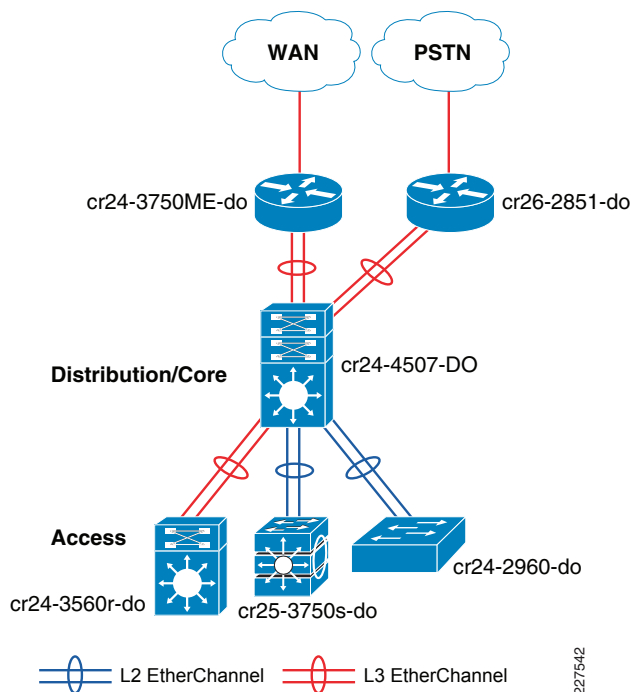 WAN
PSTN
cr24-3750ME-do
cr26-2851-do
Distribution/Core
cr24-4507-DO
Access
cr24-3560r-do
cr25-3750s-do
cr24-2960-do
L2 EtherChannel
L3 EtherChannel
227542